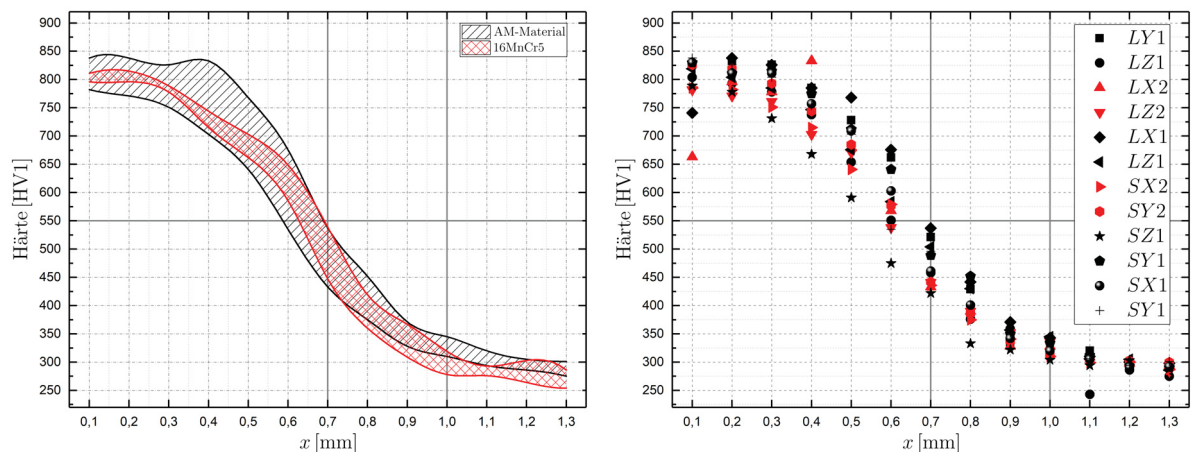 900
850
800
750
700
650
600
550
500
450
400
350
300
250
Härte [HV1]
0,1 0,2 0,3 0,4 0,5 0,6 0,7 0,8 0,9 1,0 1,1 1,2 1,3
x [mm]
AM-Material
16MnCr5
900
850
800
750
700
650
600
550
500
450
400
350
300
250
Härte [HV1]
0,1 0,2 0,3 0,4 0,5 0,6 0,7 0,8 0,9 1,0 1,1 1,2 1,3
x [mm]
LY1
LZ1
LX2
LZ2
LX1
LZ1
SX2
SY2
SZ1
SY1
SX1
SY1